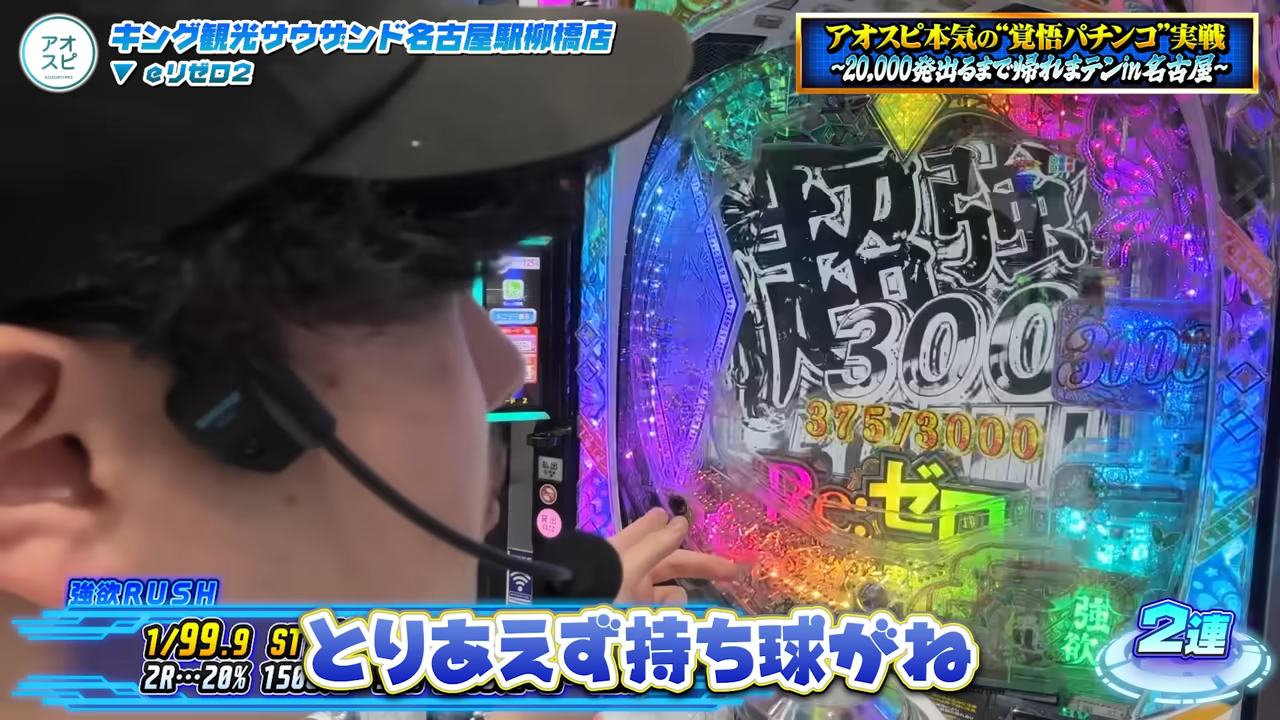 アオ
スピ
キング観光サウザンド名古屋駅柳橋店
▼ eリゼロ2
アオスピ本気の“覚悟パチンコ”実戦
~20,000発出るまで帰れまテンin名古屋~
超強
300
3000
375/3000
Re:ゼロ
強欲
強欲RUSH
1/99.9 ST
2R…20% 150
とりあえず持ち球がね
2連